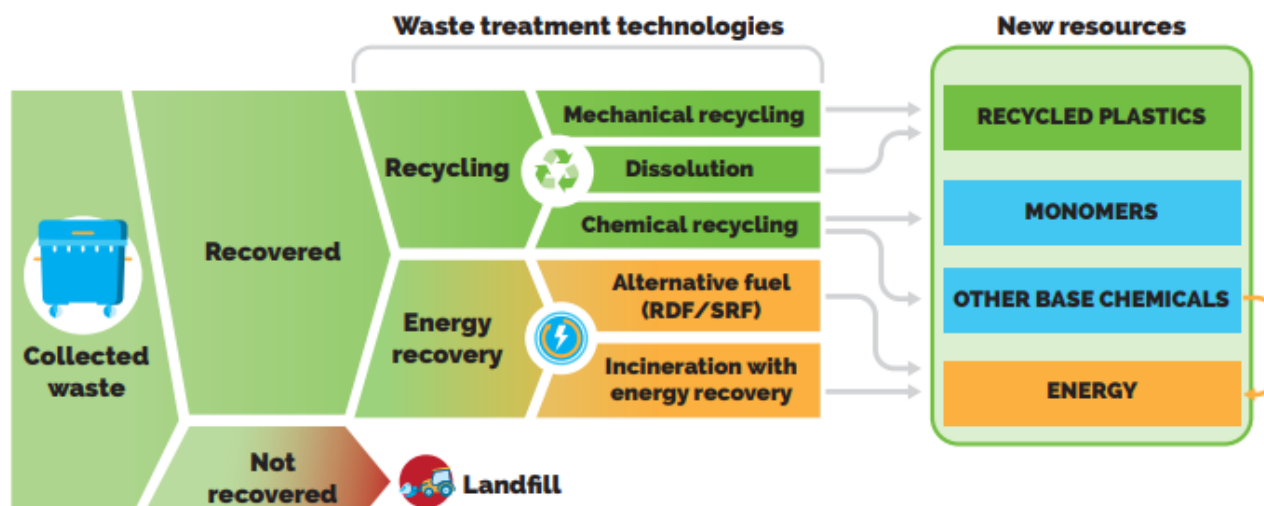 Waste treatment technologies
New resources
Collected
waste
Recovered
Not
recovered
Landfill
Recycling
Energy
recovery
Mechanical recycling
Dissolution
Chemical recycling
Alternative fuel
(RDF/SRF)
Incineration with
energy recovery
RECYCLED PLASTICS
MONOMERS
OTHER BASE CHEMICALS
ENERGY